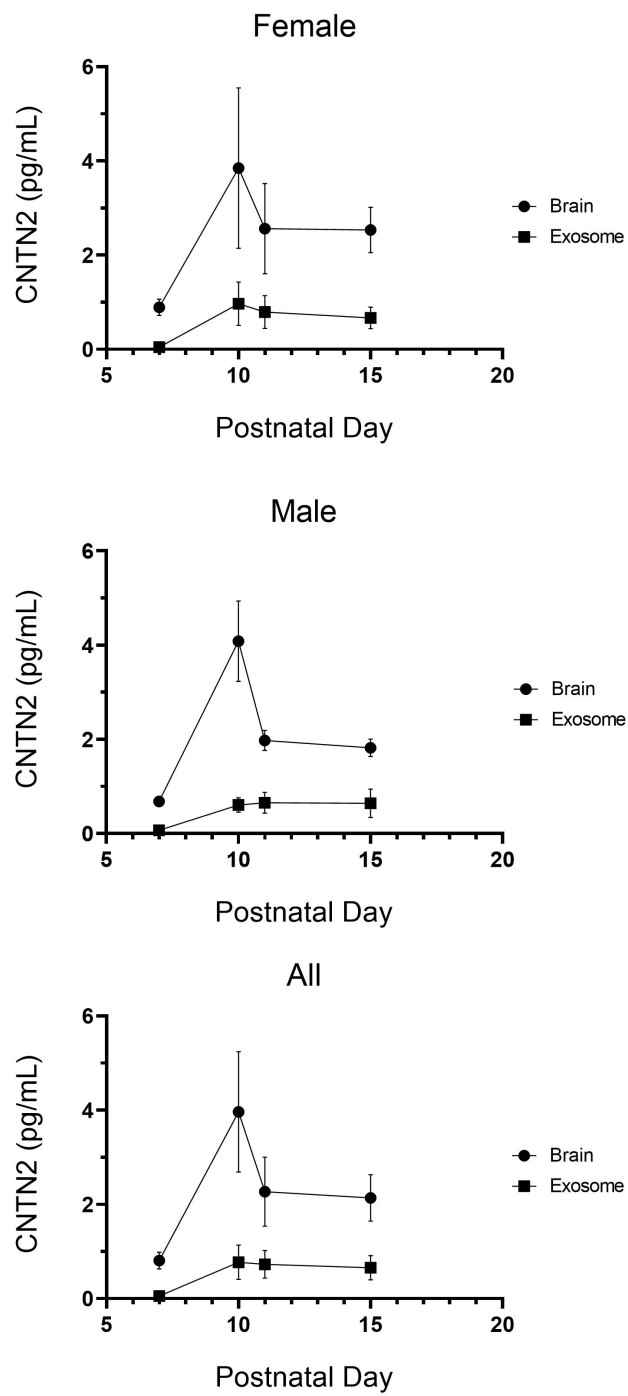 Female
6
4
2
0
CNTN2 (pg/mL)
5 10 15 20
Postnatal Day
Brain
Exosome
Male
6
4
2
0
CNTN2 (pg/mL)
5 10 15 20
Postnatal Day
Brain
Exosome
All
6
4
2
0
CNTN2 (pg/mL)
5 10 15 20
Postnatal Day
Brain
Exosome